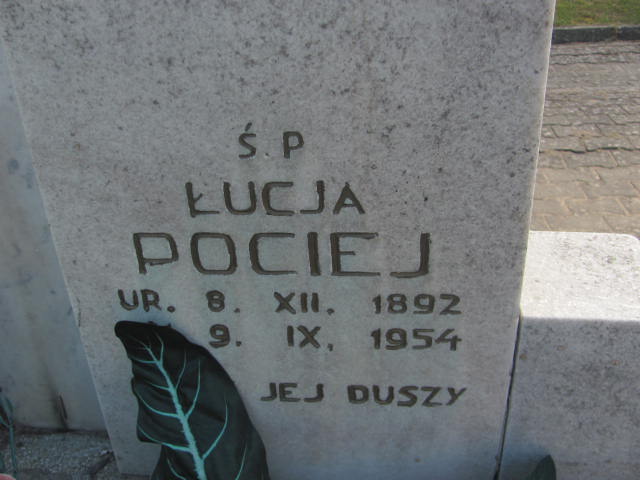 Ś.P
ŁUCJA
POCIEJ
UR. 8. XII. 1892
9. IX, 1954
JEJ DUSZY